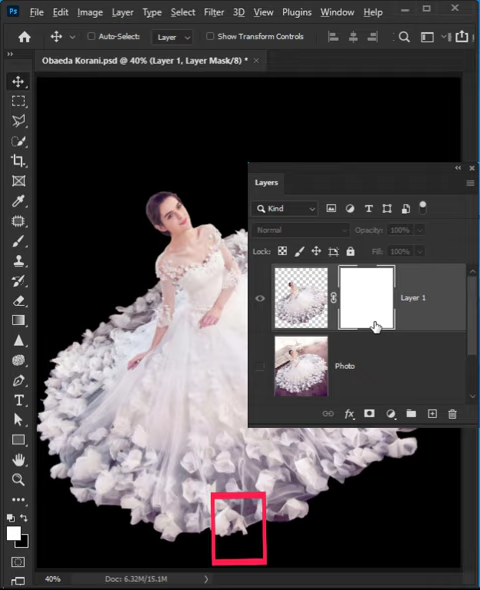 Ps File Edit Image Layer Type Select Filter 3D View Plugins Window Help
Auto-Select: Layer Show Transform Controls
Obaeda Korani.psd @ 40% (Layer 1, Layer Mask/8) *
Layers
Kind
Normal Opacity: 100%
Lock: Fill: 100%
Layer 1
Photo
fx
40% Doc: 6.32M/15.1M